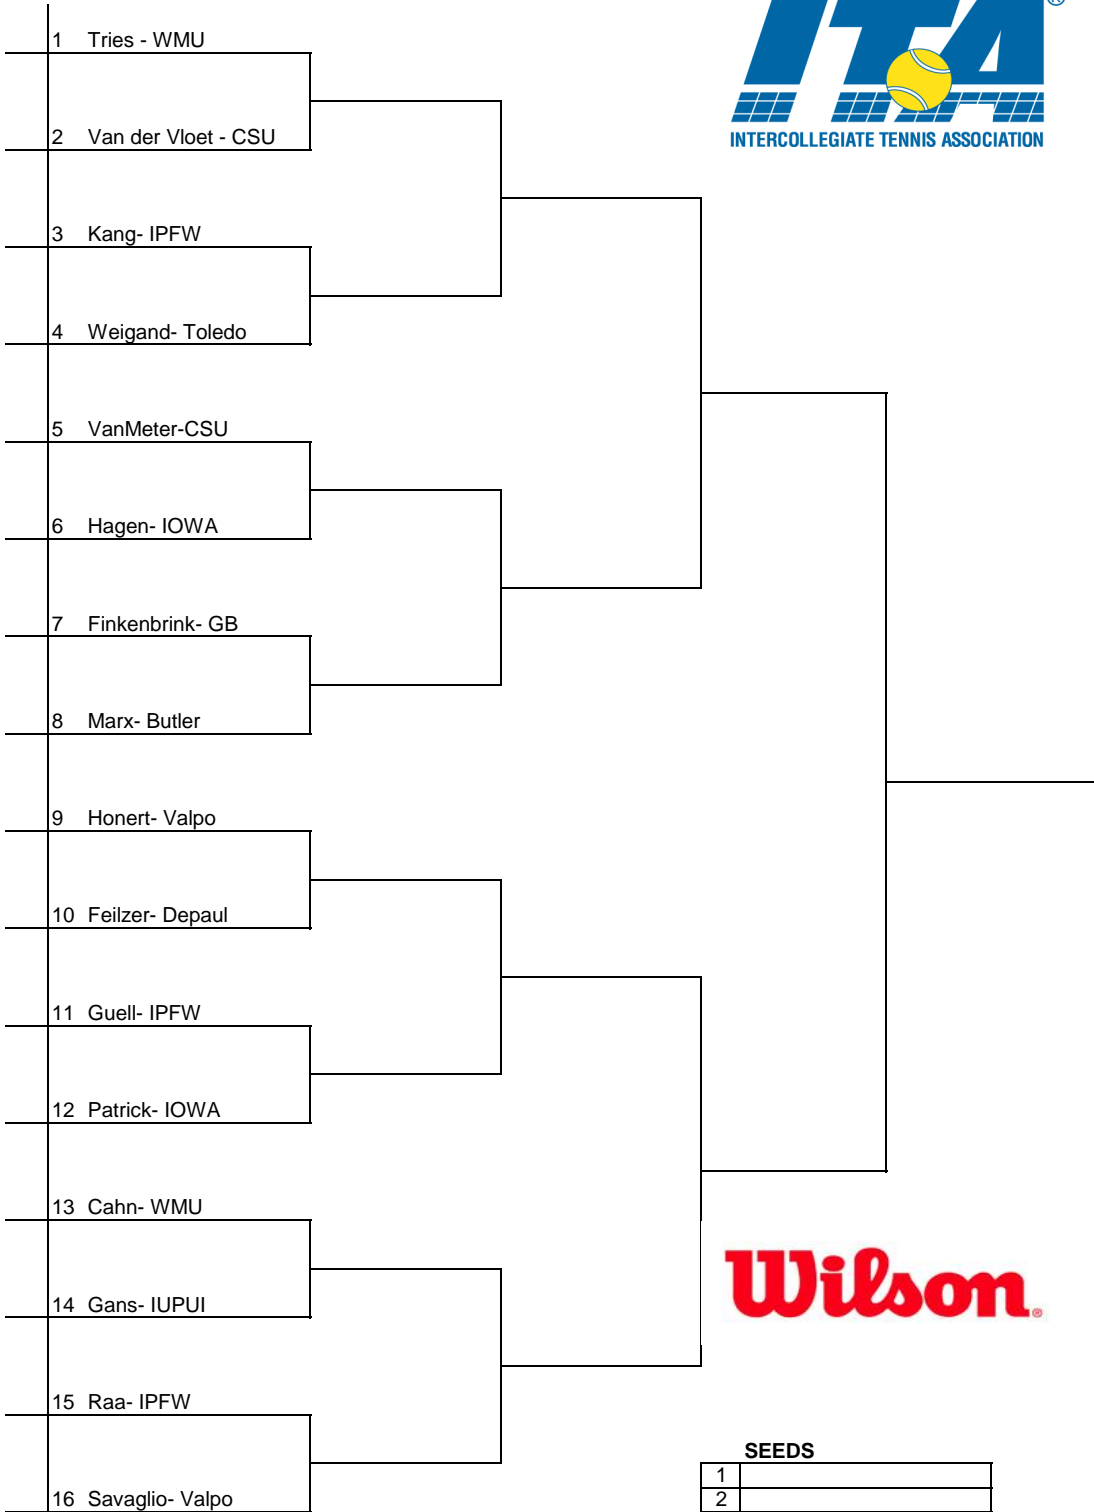 ITA®
INTERCOLLEGIATE TENNIS ASSOCIATION
1 Tries - WMU
2 Van der Vloet - CSU
3 Kang- IPFW
4 Weigand- Toledo
5 VanMeter-CSU
6 Hagen- IOWA
7 Finkenbrink- GB
8 Marx- Butler
9 Honert- Valpo
10 Feilzer- Depaul
11 Guell- IPFW
12 Patrick- IOWA
13 Cahn- WMU
14 Gans- IUPUI
Wilson®
15 Raa- IPFW
16 Savaglio- Valpo
SEEDS
1
2